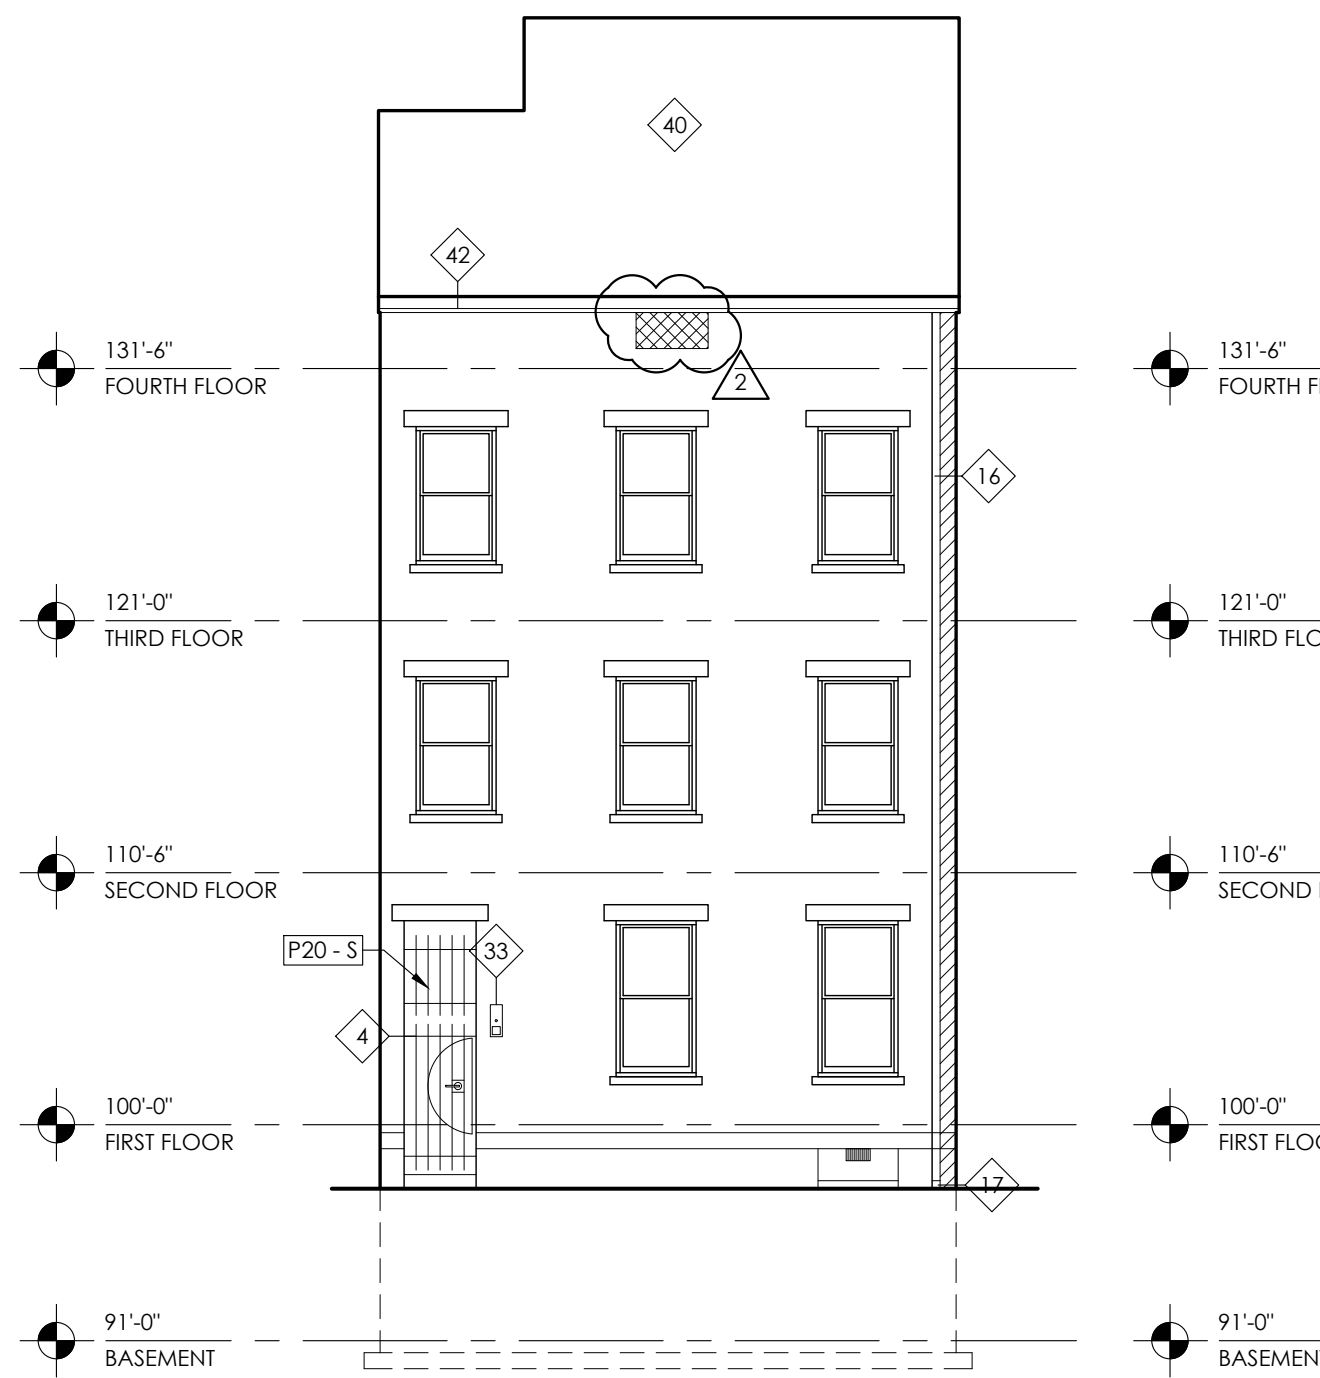 40
42
131'-6"
FOURTH FLOOR
2
131'-6"
FOURTH
16
121'-0"
THIRD FLOOR
121'-0"
THIRD
110'-6"
SECOND FLOOR
110'-6"
SECOND
P20 - S
33
4
100'-0"
FIRST FLOOR
100'-0"
FIRST
17
91'-0"
BASEMENT
91'-0"
BASEMENT